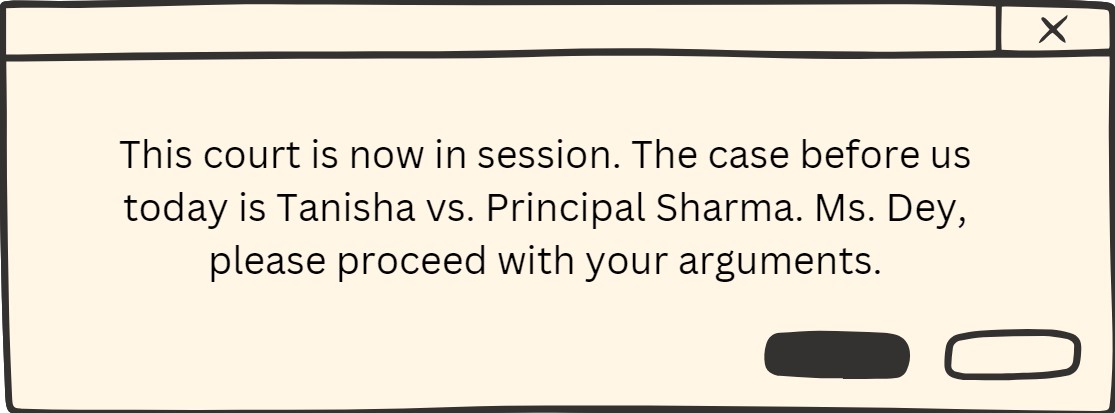 This court is now in session. The case before us
today is Tanisha vs. Principal Sharma. Ms. Dey,
please proceed with your arguments.